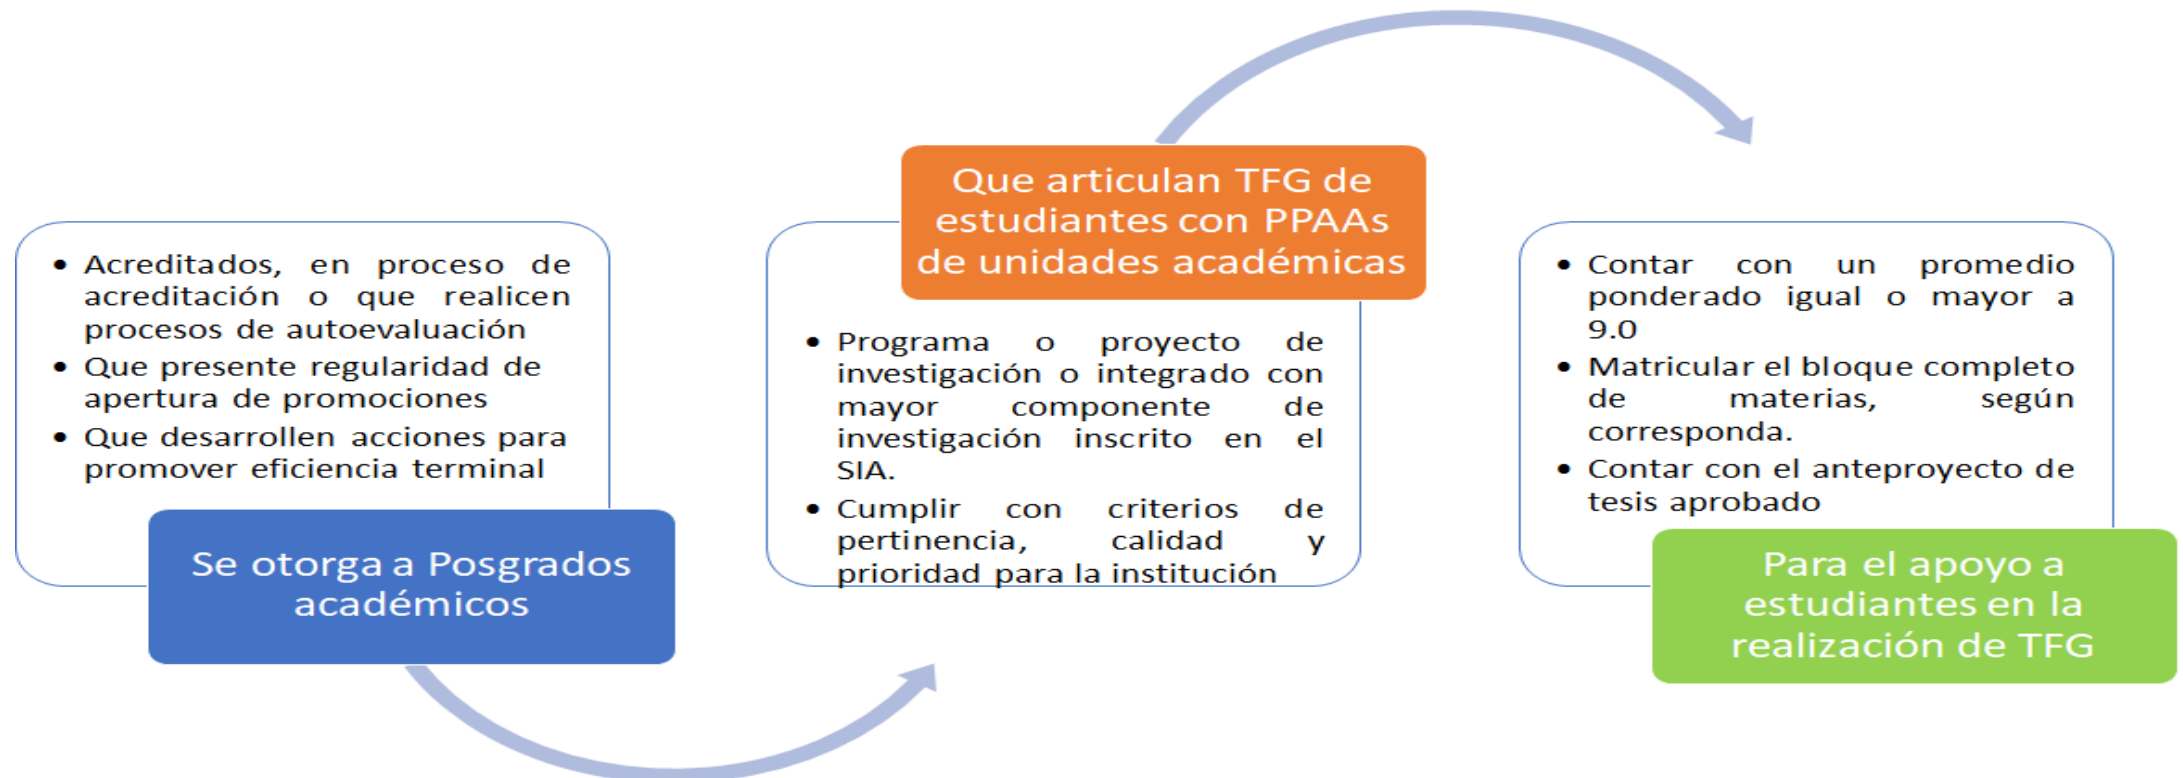 • Acreditados, en proceso de
acreditación o que realicen
procesos de autoevaluación
• Que presente regularidad de
apertura de promociones
• Que desarrollen acciones para
promover eficiencia terminal
Se otorga a Posgrados
académicos
Que articulan TFG de
estudiantes con PPAAs
de unidades académicas
• Programa o proyecto de
investigación o integrado con
mayor componente de
investigación inscrito en el
SIA.
• Cumplir con criterios de
pertinencia, calidad y
prioridad para la institución
• Contar con un promedio
ponderado igual o mayor a
9.0
• Matricular el bloque completo
de materias, según
corresponda.
• Contar con el anteproyecto de
tesis aprobado
Para el apoyo a
estudiantes en la
realización de TFG